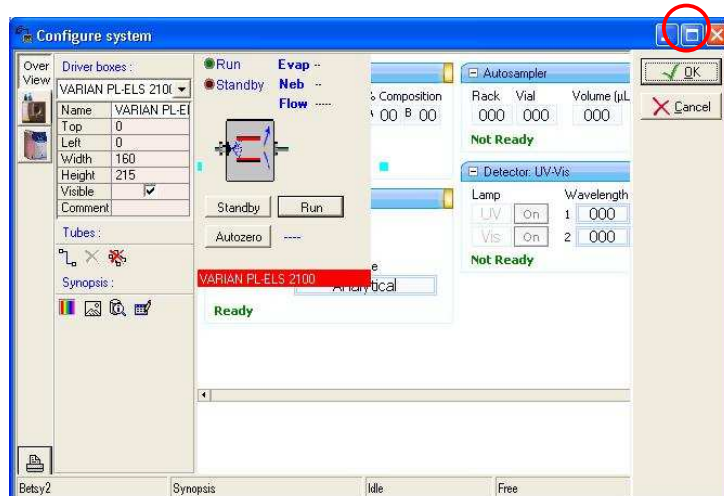 Configure system
Over View
Driver boxes :
VARIAN PL-ELS 210(
Name VARIAN PL-El
Top 0
Left 0
Width 160
Height 215
Visible
Comment
Tubes :
Synopsis :
Run Evap --
Standby Neb --
Flow ----
Standby Run
Autozero ----
VARIAN PL-ELS 2100
Analytical
Ready
% Composition
A 00 B 00
Autosampler
Rack Vial Volume (µL
000 000 000
Not Ready
Detector: UV-Vis
Lamp Wavelength
UV On 1 000
Vis On 2 000
Not Ready
OK
Cancel
Betsy2 Synopsis Idle Free